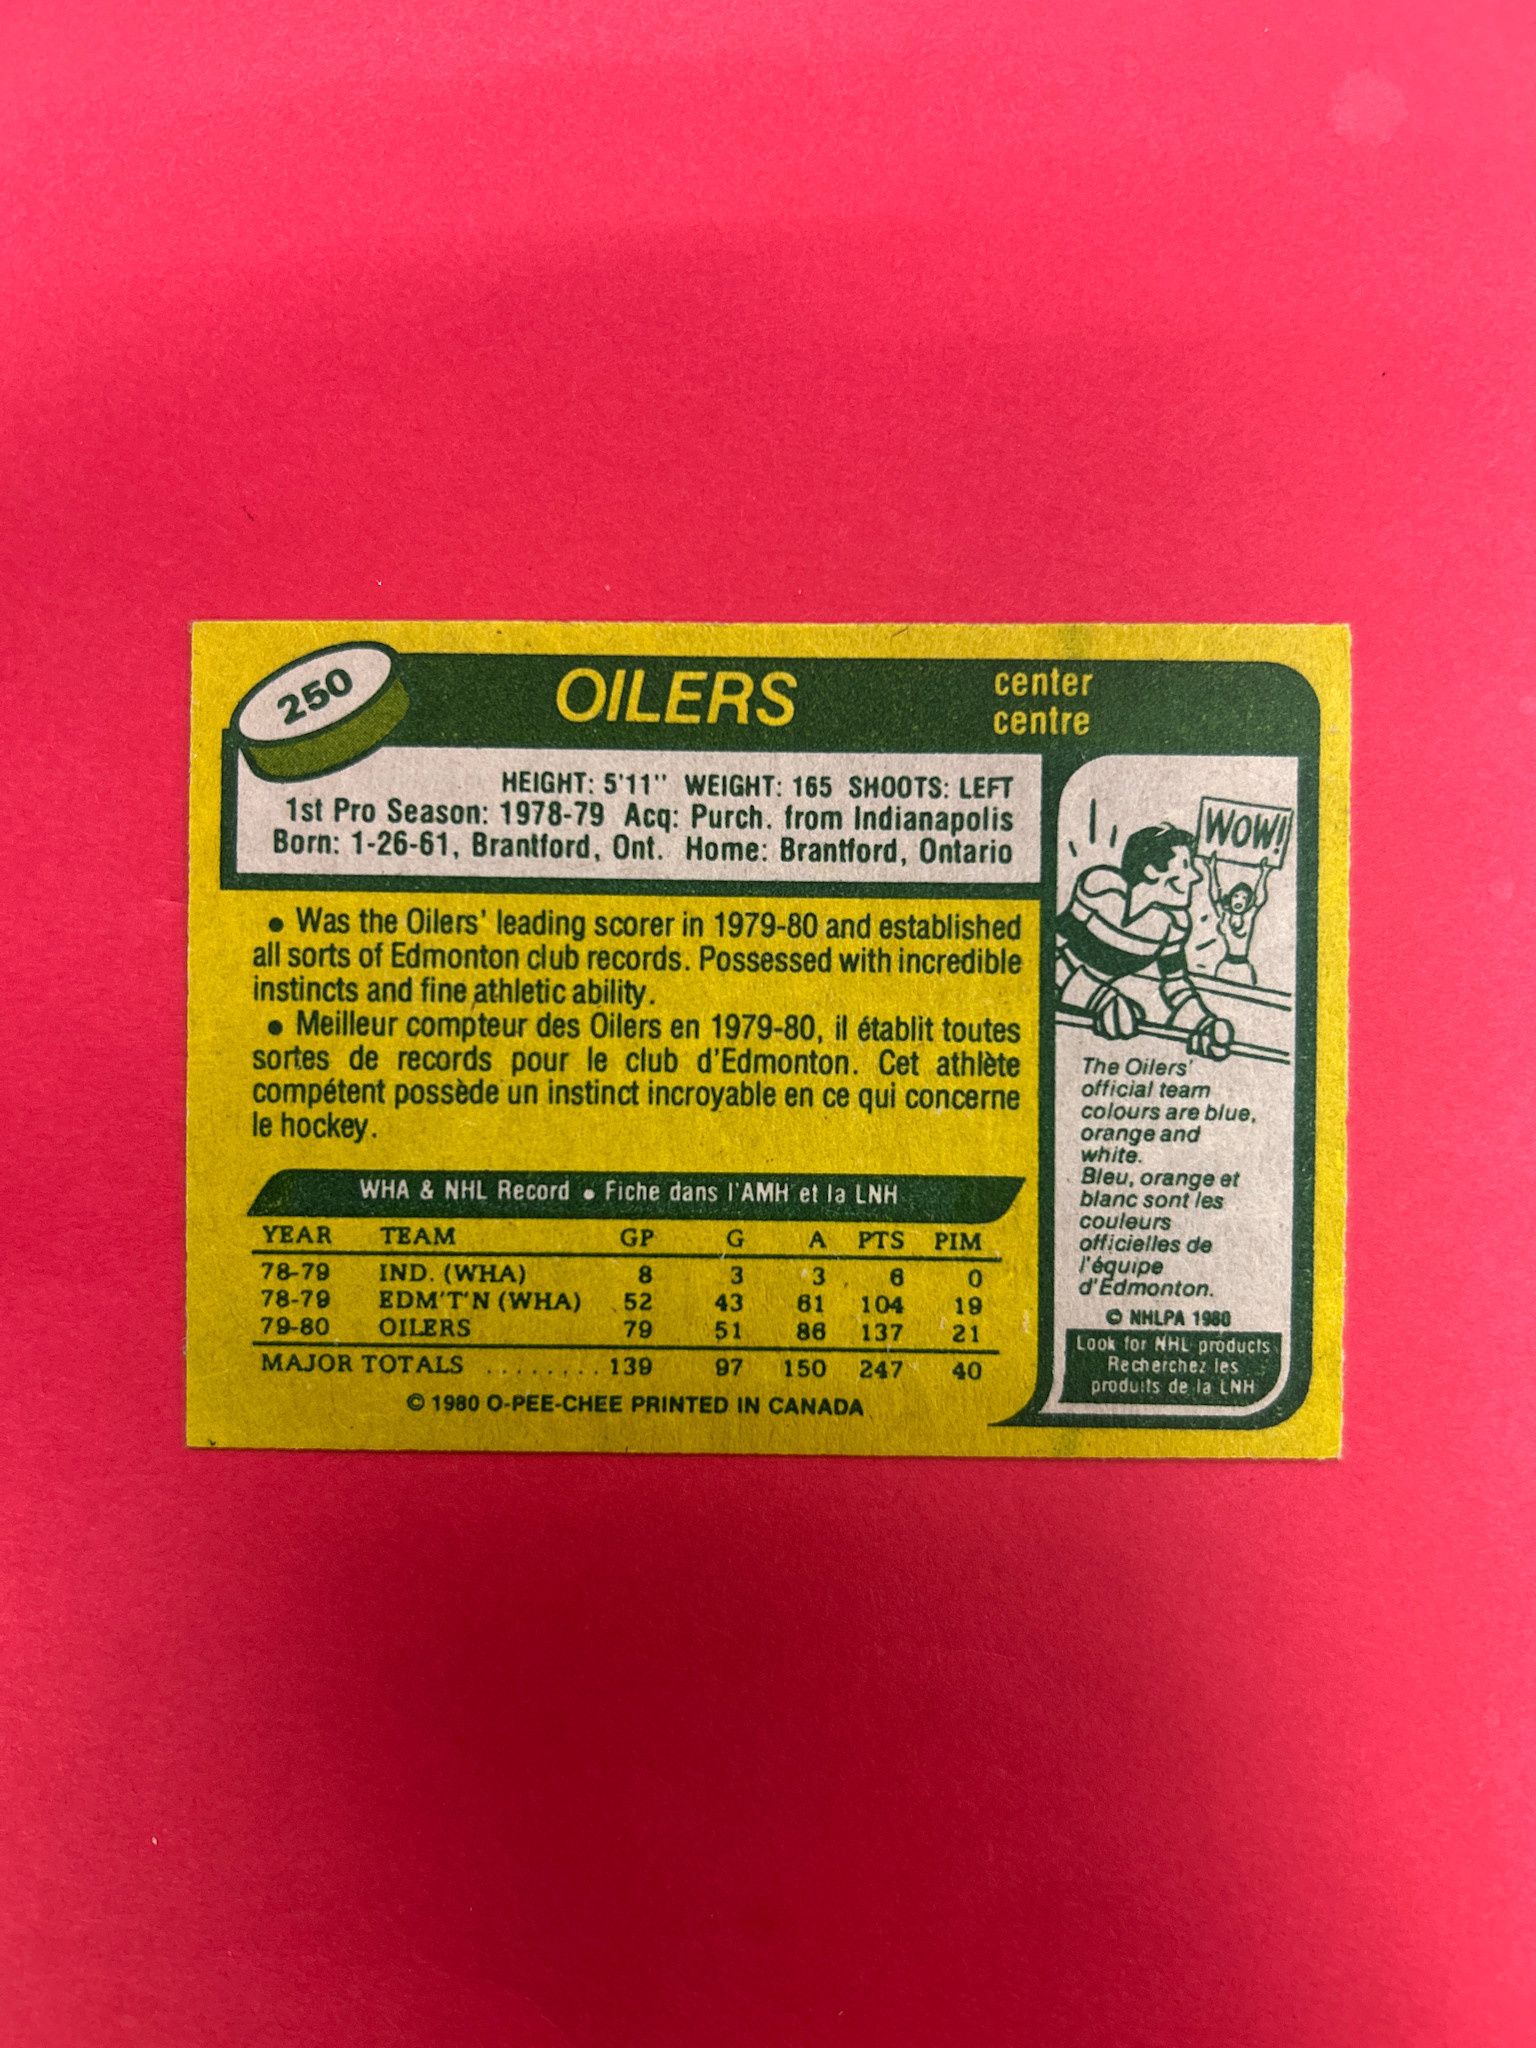 250
OILERS
center
centre
HEIGHT: 5'11" WEIGHT: 165 SHOOTS: LEFT
1st Pro Season: 1978-79 Acq: Purch. from Indianapolis
Born: 1-26-61, Brantford, Ont. Home: Brantford, Ontario
• Was the Oilers' leading scorer in 1979-80 and established
all sorts of Edmonton club records. Possessed with incredible
instincts and fine athletic ability.
• Meilleur compteur des Oilers en 1979-80, il établit toutes
sortes de records pour le club d'Edmonton. Cet athlète
compétent possède un instinct incroyable en ce qui concerne
le hockey.
WHA & NHL Record • Fiche dans l'AMH et la LNH
YEAR TEAM GP G A PTS PIM
78-79 IND. (WHA) 8 3 3 6 0
78-79 EDM'T'N (WHA) 52 43 61 104 19
79-80 OILERS 79 51 86 137 21
MAJOR TOTALS ........ 139 97 150 247 40
© 1980 O-PEE-CHEE PRINTED IN CANADA
WOW!
The Oilers'
official team
colours are blue,
orange and
white.
Bleu, orange et
blanc sont les
couleurs
officielles de
l'équipe
d'Edmonton.
© NHLPA 1980
Look for NHL products
Recherchez les
produits de la LNH